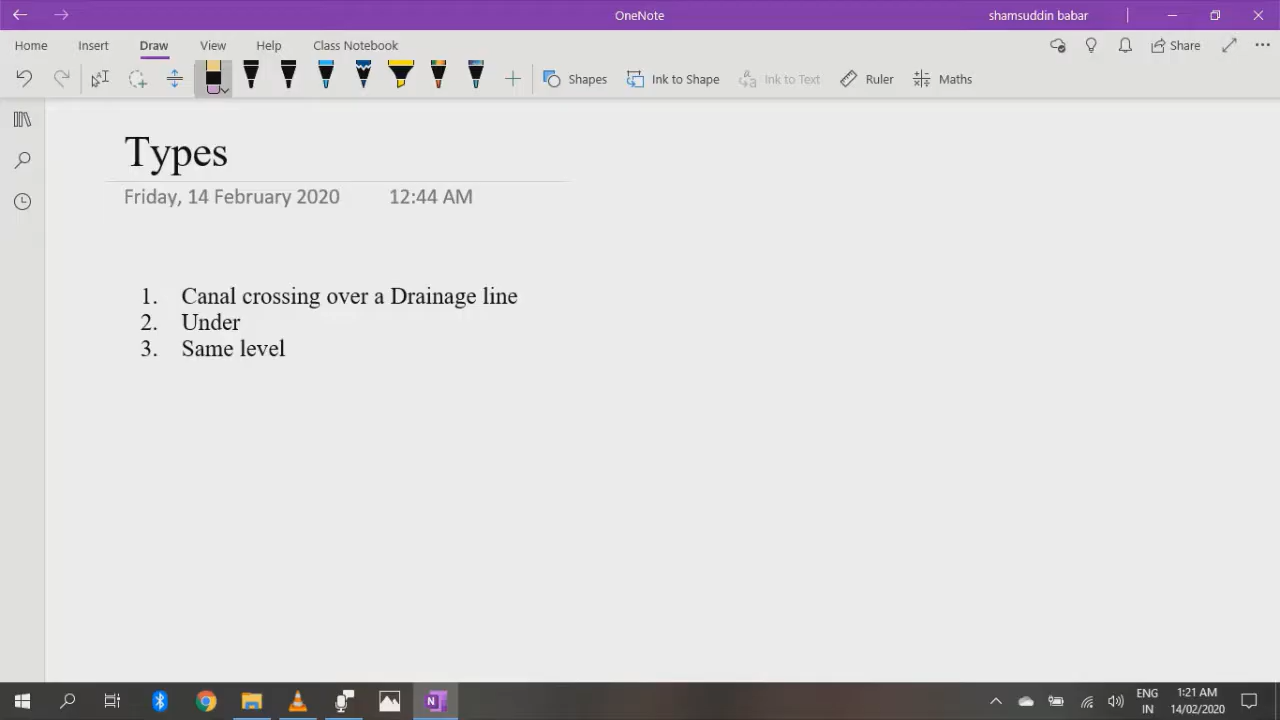 OneNote
shamsuddin babar
Home Insert Draw View Help Class Notebook
Share
Shapes Ink to Shape Ink to Text Ruler Maths
Types
Friday, 14 February 2020 12:44 AM
1. Canal crossing over a Drainage line
2. Under
3. Same level
N
ENG 1:21 AM
IN 14/02/2020